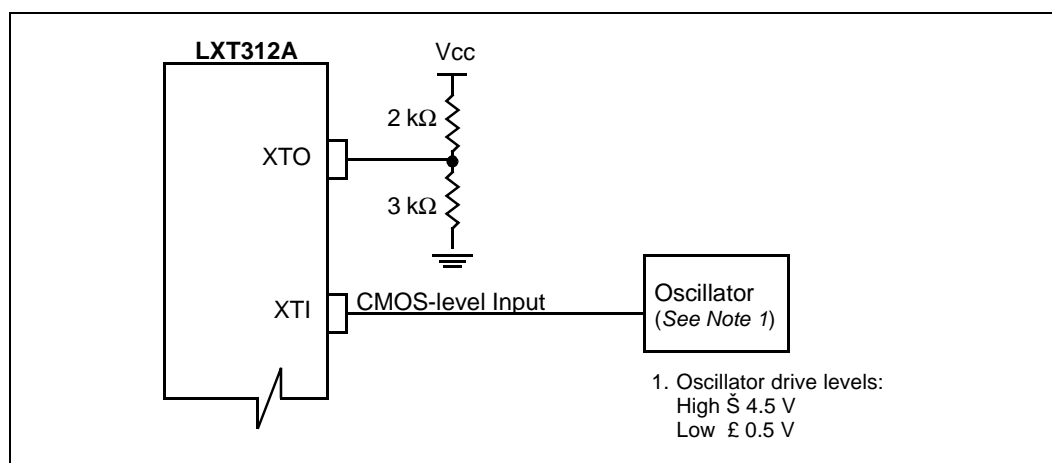 LXT312A
Vcc
2 kΩ
XTO
3 kΩ
XTI
CMOS-level Input
Oscillator
(See Note 1)
1. Oscillator drive levels:
High Š 4.5 V
Low £ 0.5 V